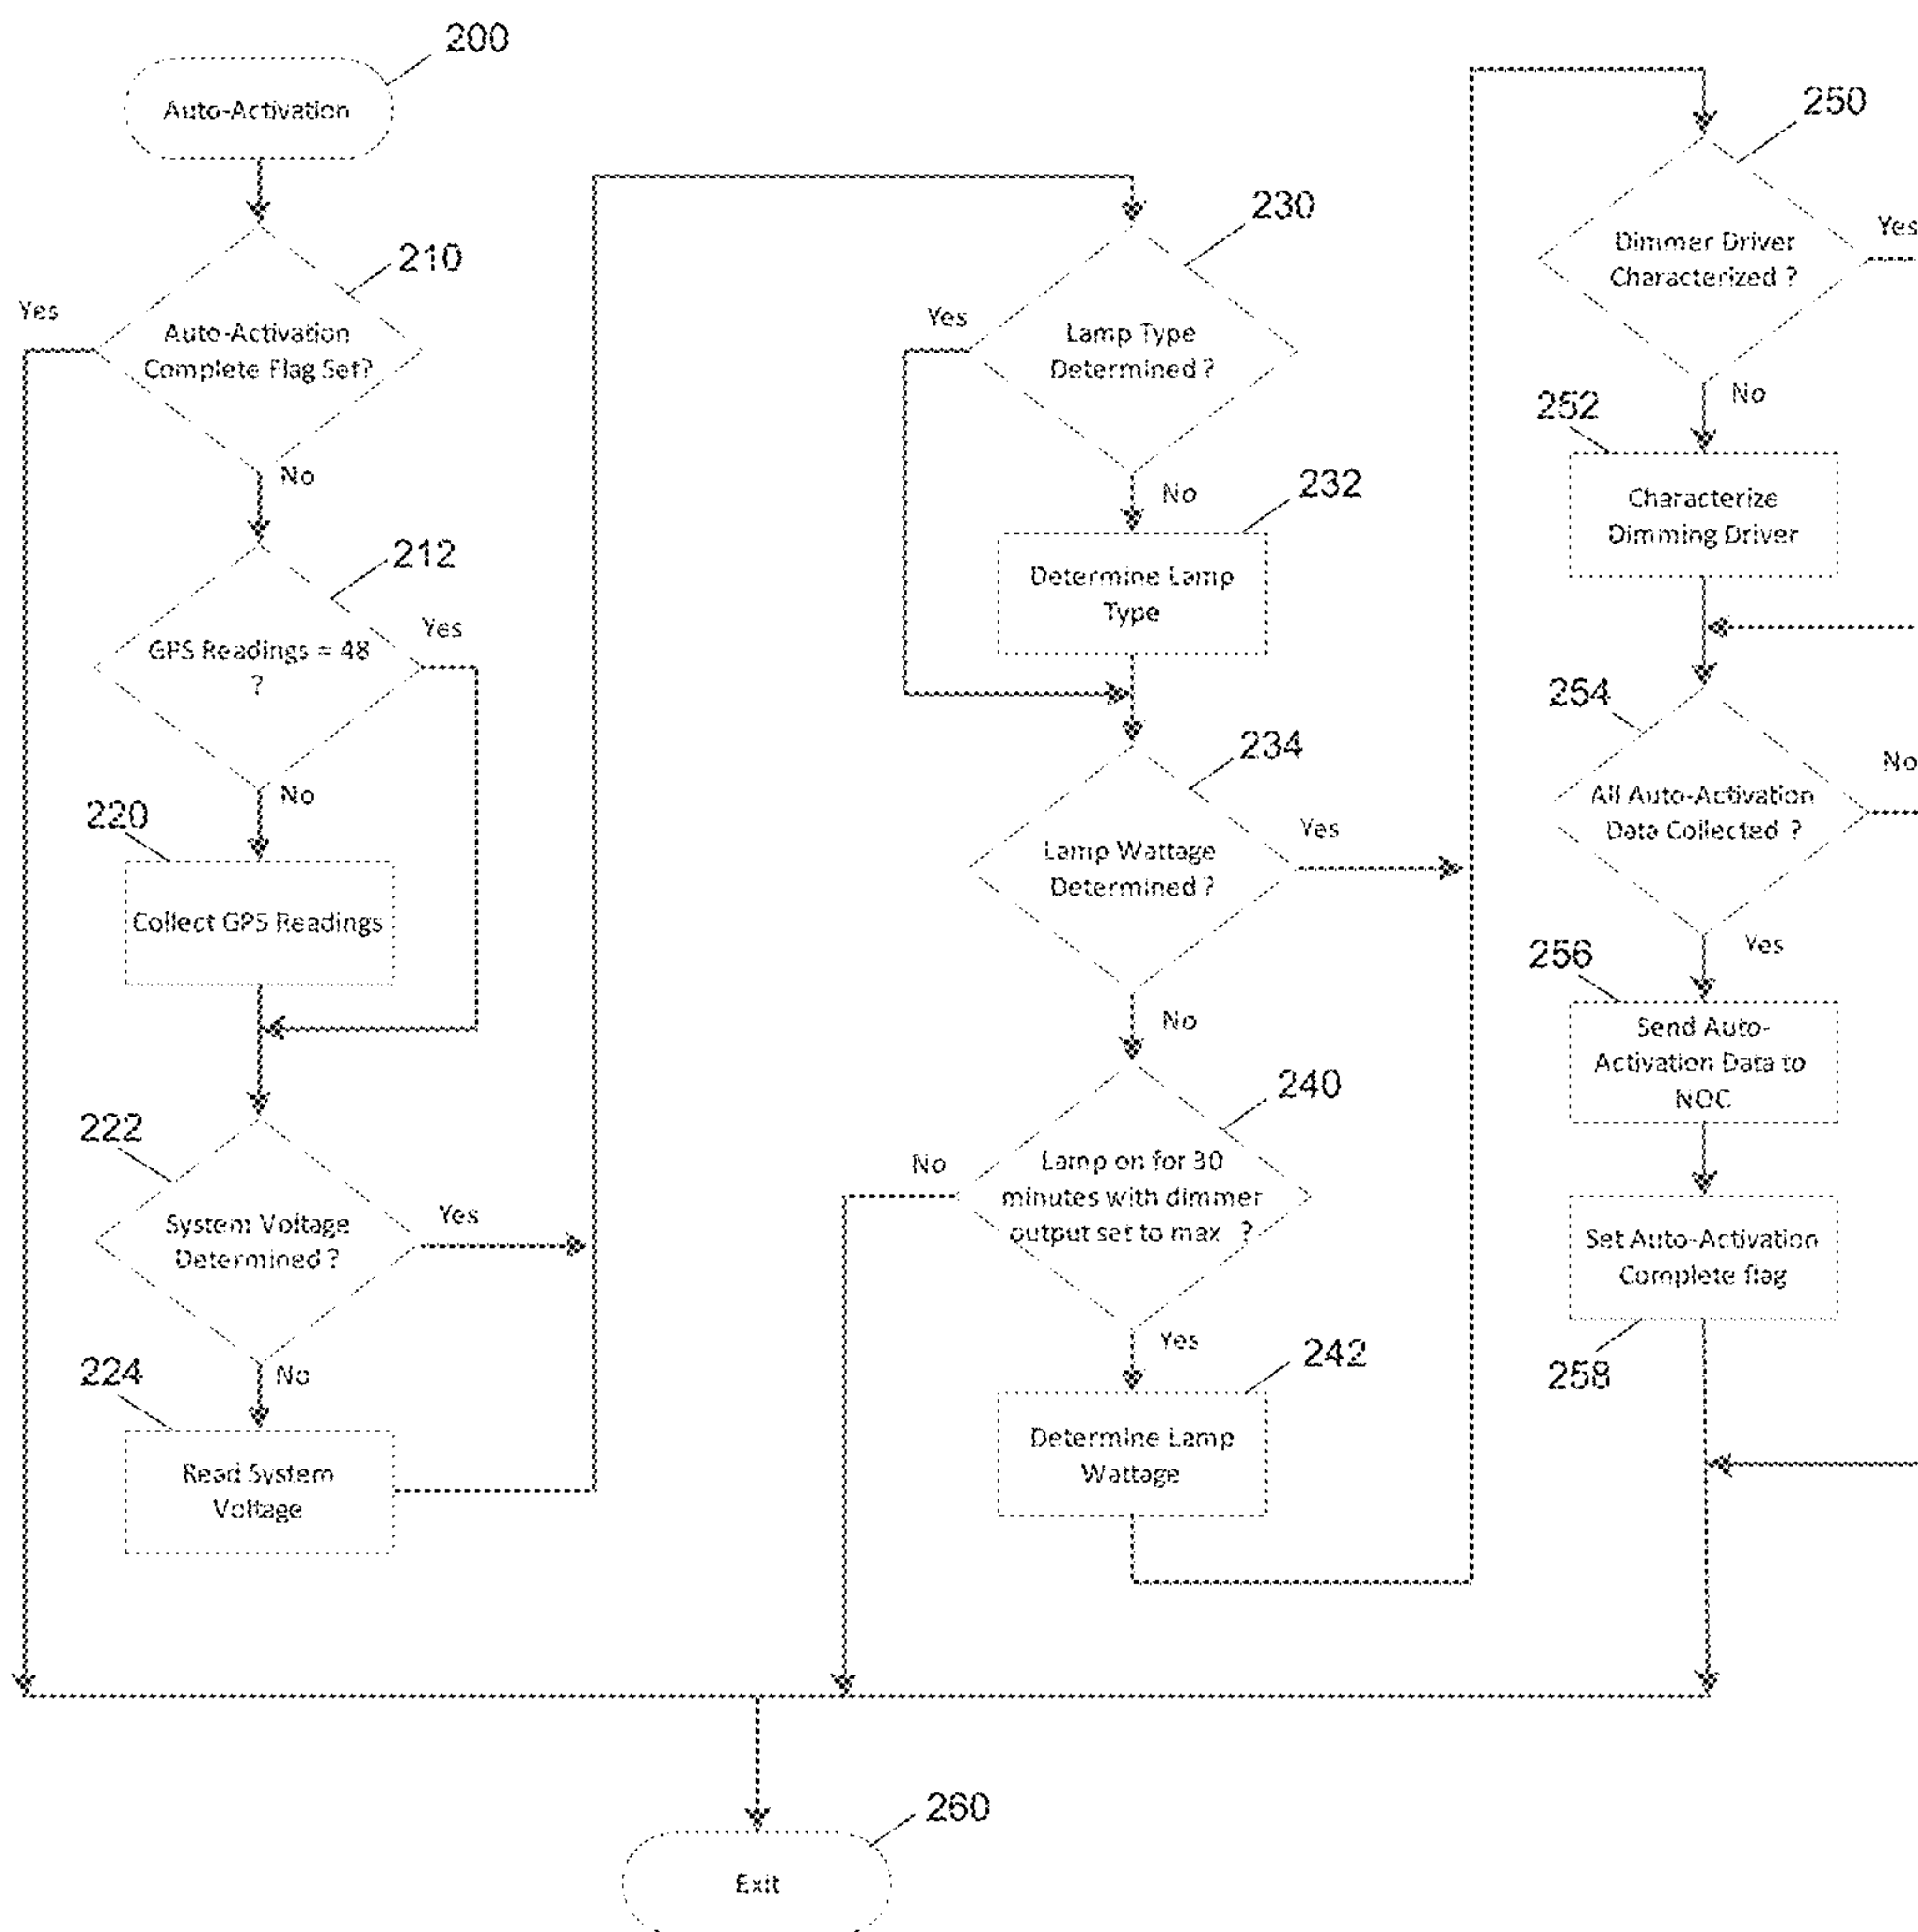 200
Auto-Activation
210
Yes
Auto-Activation
Complete Flag Set?
No
212
Yes
GPS Readings = 48
?
No
220
Collect GPS Readings
222
System Voltage
Determined ?
Yes
No
224
Read System
Voltage
230
Yes
Lamp Type
Determined ?
No
232
Determine Lamp
Type
234
Lamp Wattage
Determined ?
Yes
No
240
No
Lamp on for 30
minutes with dimmer
output set to max ?
Yes
242
Determine Lamp
Wattage
250
Dimmer Driver
Characterized ?
Yes
No
252
Characterize
Dimming Driver
254
All Auto-Activation
Data Collected ?
No
Yes
256
Send Auto-
Activation Data to
NOC
Set Auto-Activation
Complete flag
258
260
Exit